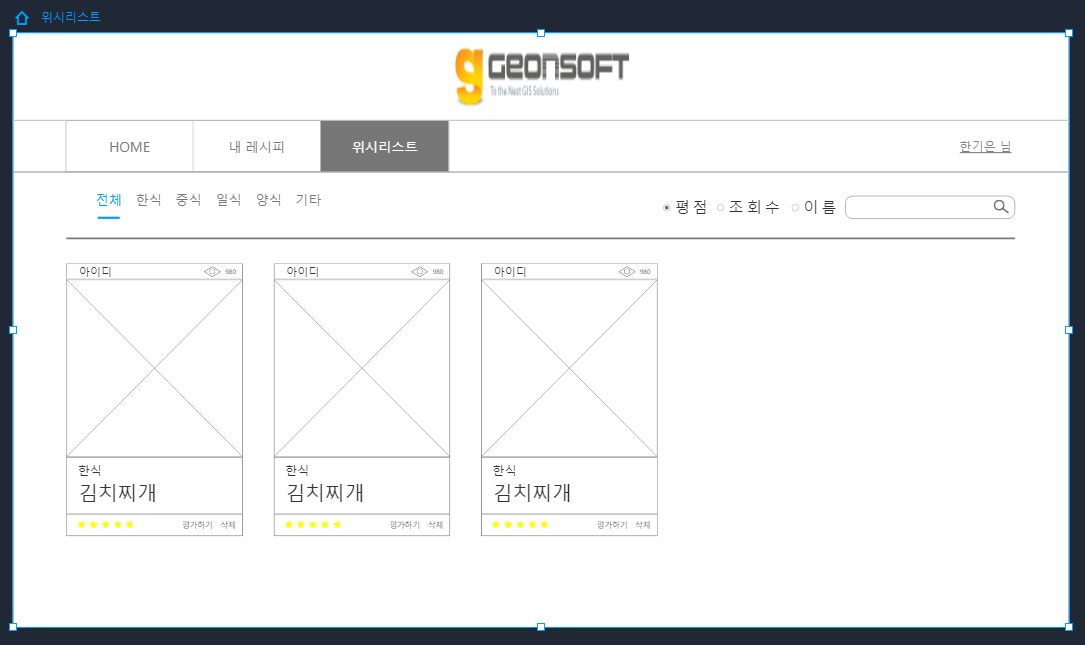 위시리스트
g GEONSOFT
To the Next GIS Solutions
HOME 내 레시피 위시리스트 한기은 님
전체 한식 중식 일식 양식 기타 평점 조회수 이름
아이디 980 아이디 980 아이디 980
한식 한식 한식
김치찌개 김치찌개 김치찌개
평가하기 삭제 평가하기 삭제 평가하기 삭제